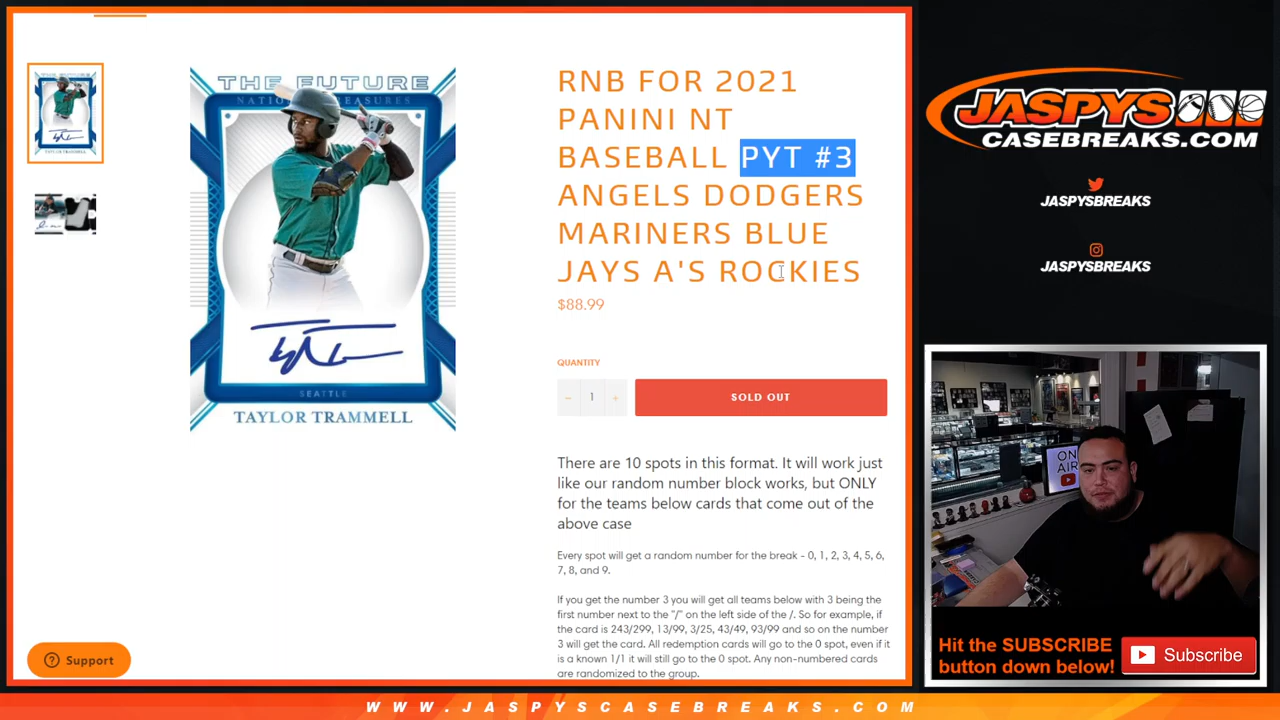 THE FUTURE
NATIONAL TREASURES
SEATTLE
TAYLOR TRAMMELL
RNB FOR 2021
PANINI NT
BASEBALL PYT #3
ANGELS DODGERS
MARINERS BLUE
JAYS A'S ROCKIES
$88.99
QUANTITY
− 1 +
SOLD OUT
There are 10 spots in this format. It will work just
like our random number block works, but ONLY
for the teams below cards that come out of the
above case
Every spot will get a random number for the break - 0, 1, 2, 3, 4, 5, 6,
7, 8, and 9.
If you get the number 3 you will get all teams below with 3 being the
first number next to the "/" on the left side of the /. So for example, if
the card is 243/299, 13/99, 3/25, 43/49, 93/99 and so on the number
3 will get the card. All redemption cards will go to the 0 spot, even if it
is a known 1/1 it will still go to the 0 spot. Any non-numbered cards
are randomized to the group.
Support
JASPYS
CASEBREAKS.COM
JASPYSBREAKS
JASPYSBREAKS
ON
AIR
Hit the SUBSCRIBE
button down below!
Subscribe
WWW.JASPYSCASEBREAKS.COM